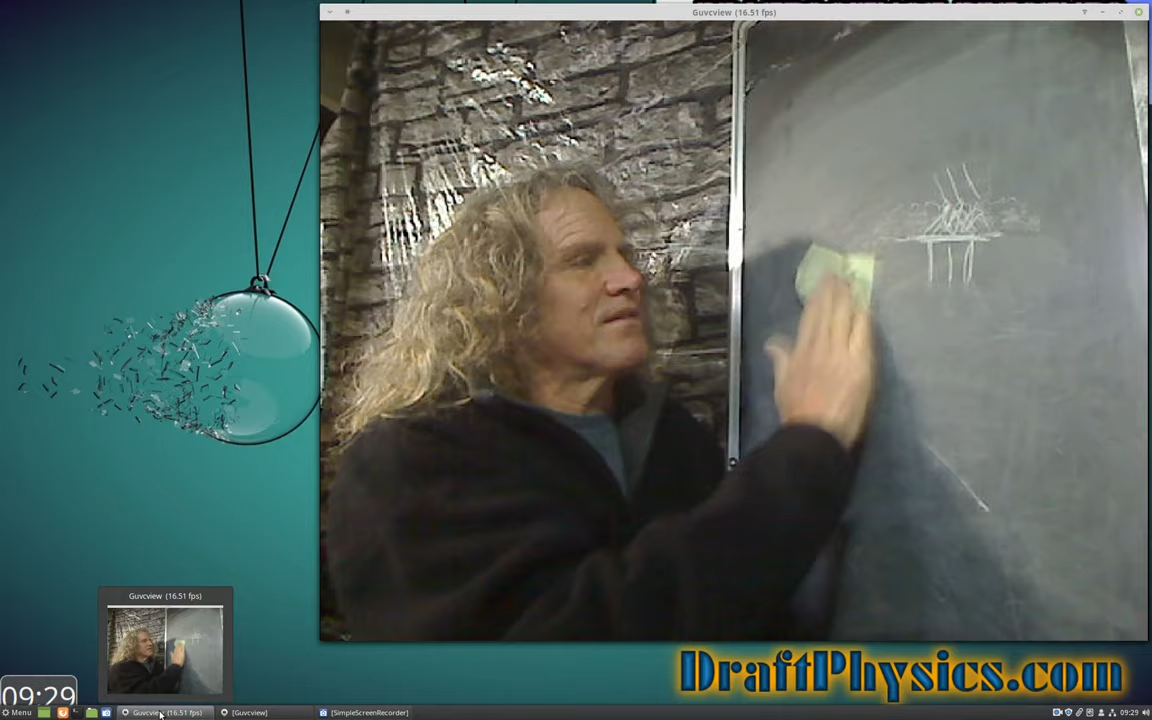 Guvcview (16.51 fps)
Guvcview (16.51 fps)
DraftPhysics.com
09:29
Menu
Guvcview (16.51 fps)
[Guvcview]
[SimpleScreenRecorder]
09:29